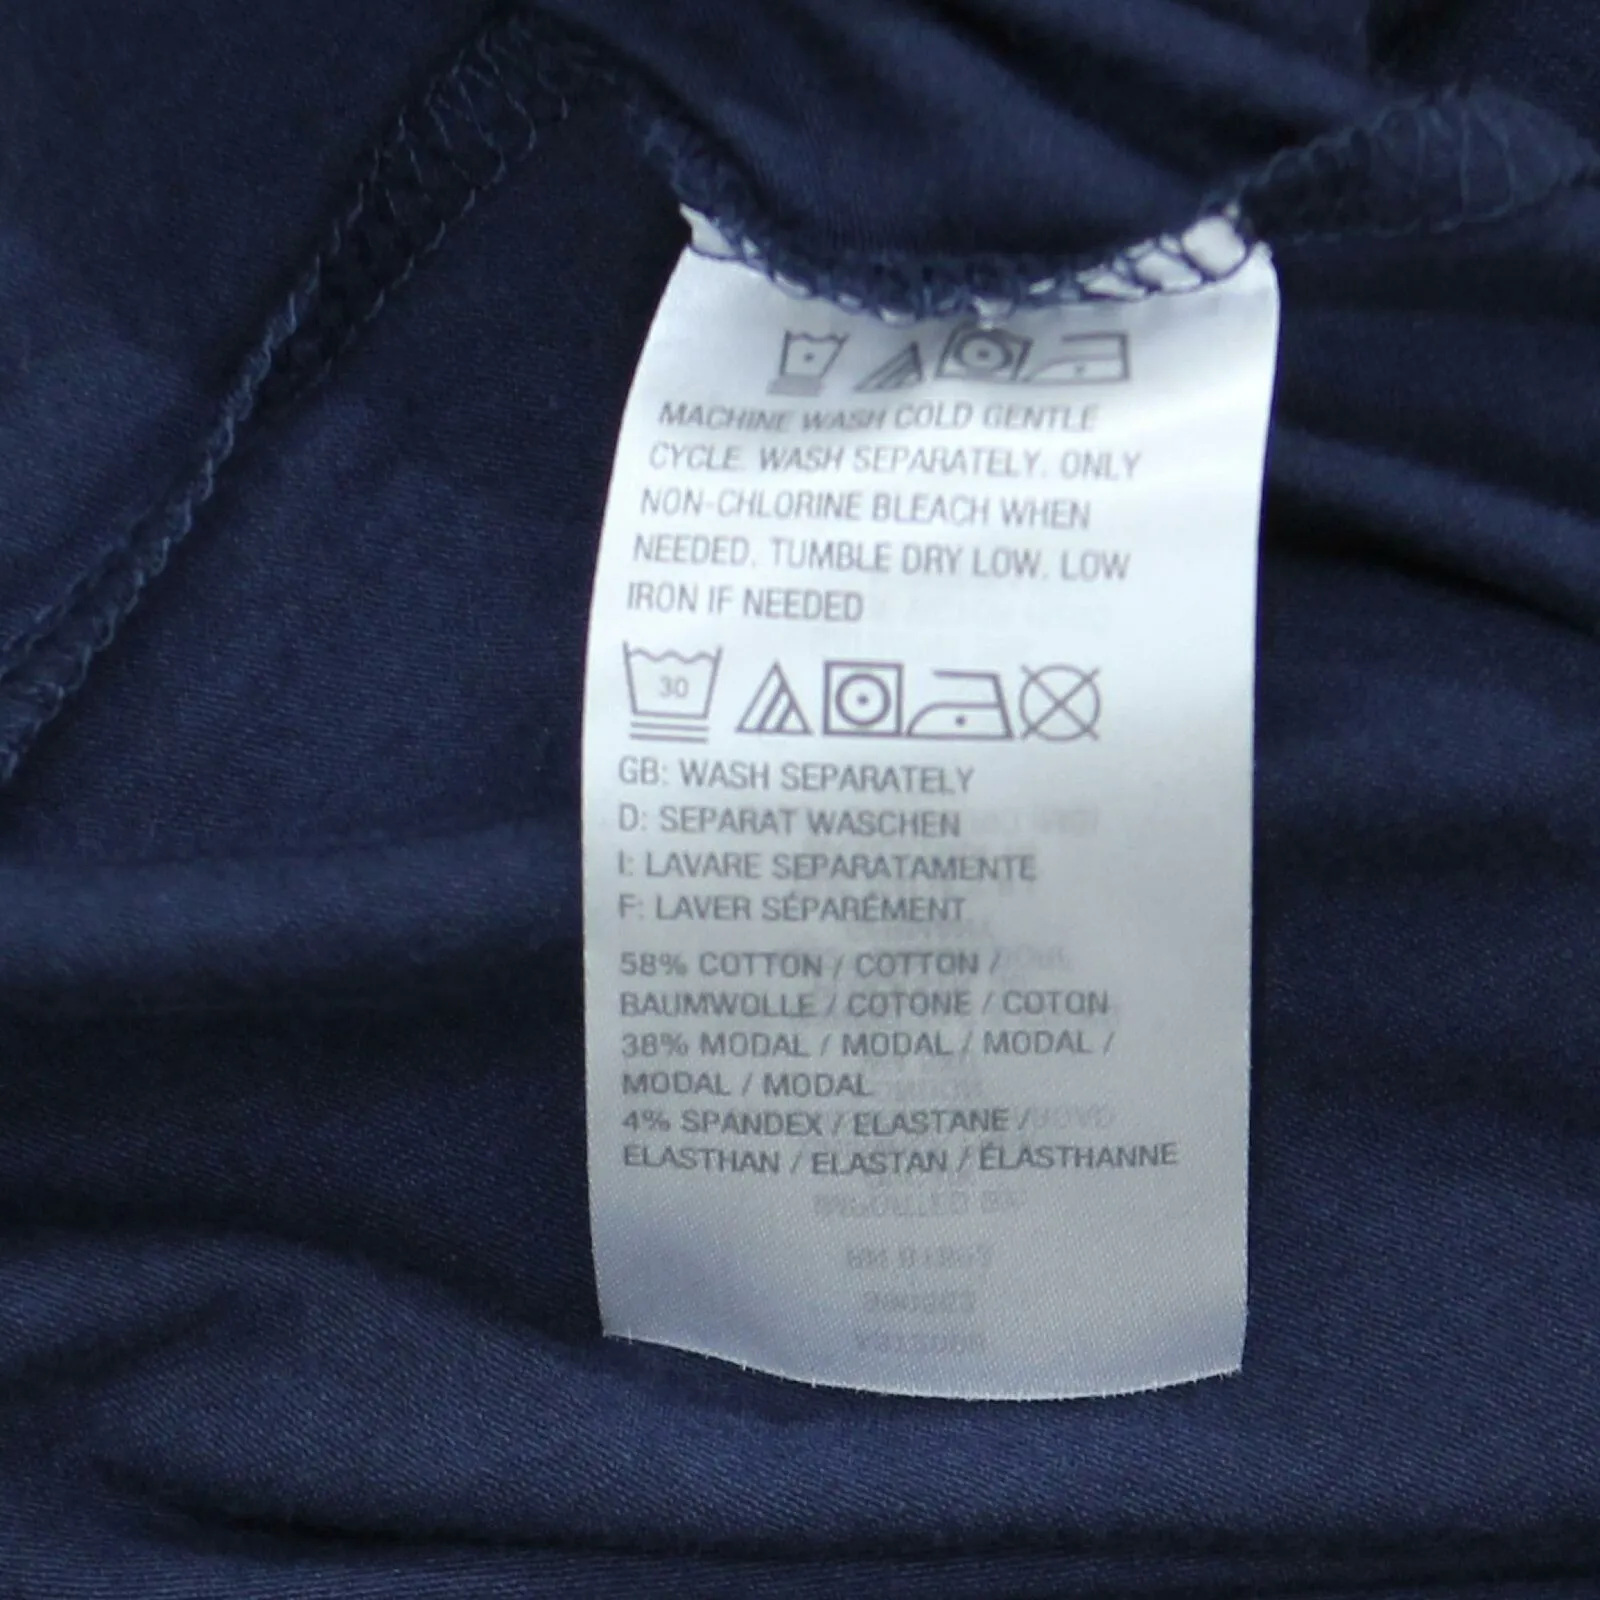 MACHINE WASH COLD GENTLE
CYCLE. WASH SEPARATELY. ONLY
NON-CHLORINE BLEACH WHEN
NEEDED. TUMBLE DRY LOW. LOW
IRON IF NEEDED
30
GB: WASH SEPARATELY
D: SEPARAT WASCHEN
I: LAVARE SEPARATAMENTE
F: LAVER SÉPARÉMENT
58% COTTON / COTTON /
BAUMWOLLE / COTONE / COTON
38% MODAL / MODAL / MODAL /
MODAL / MODAL
4% SPANDEX / ELASTANE /
ELASTHAN / ELASTAN / ÉLASTHANNE